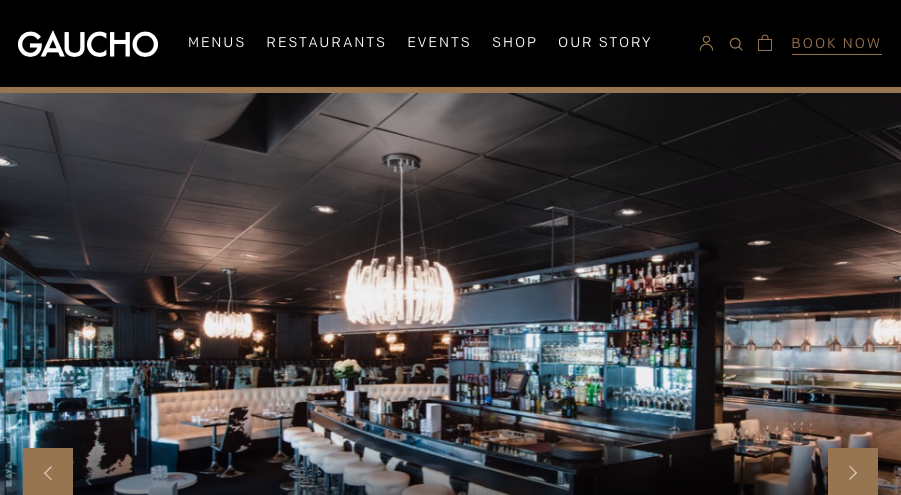 GAUCHO
MENUS RESTAURANTS EVENTS SHOP OUR STORY
BOOK NOW